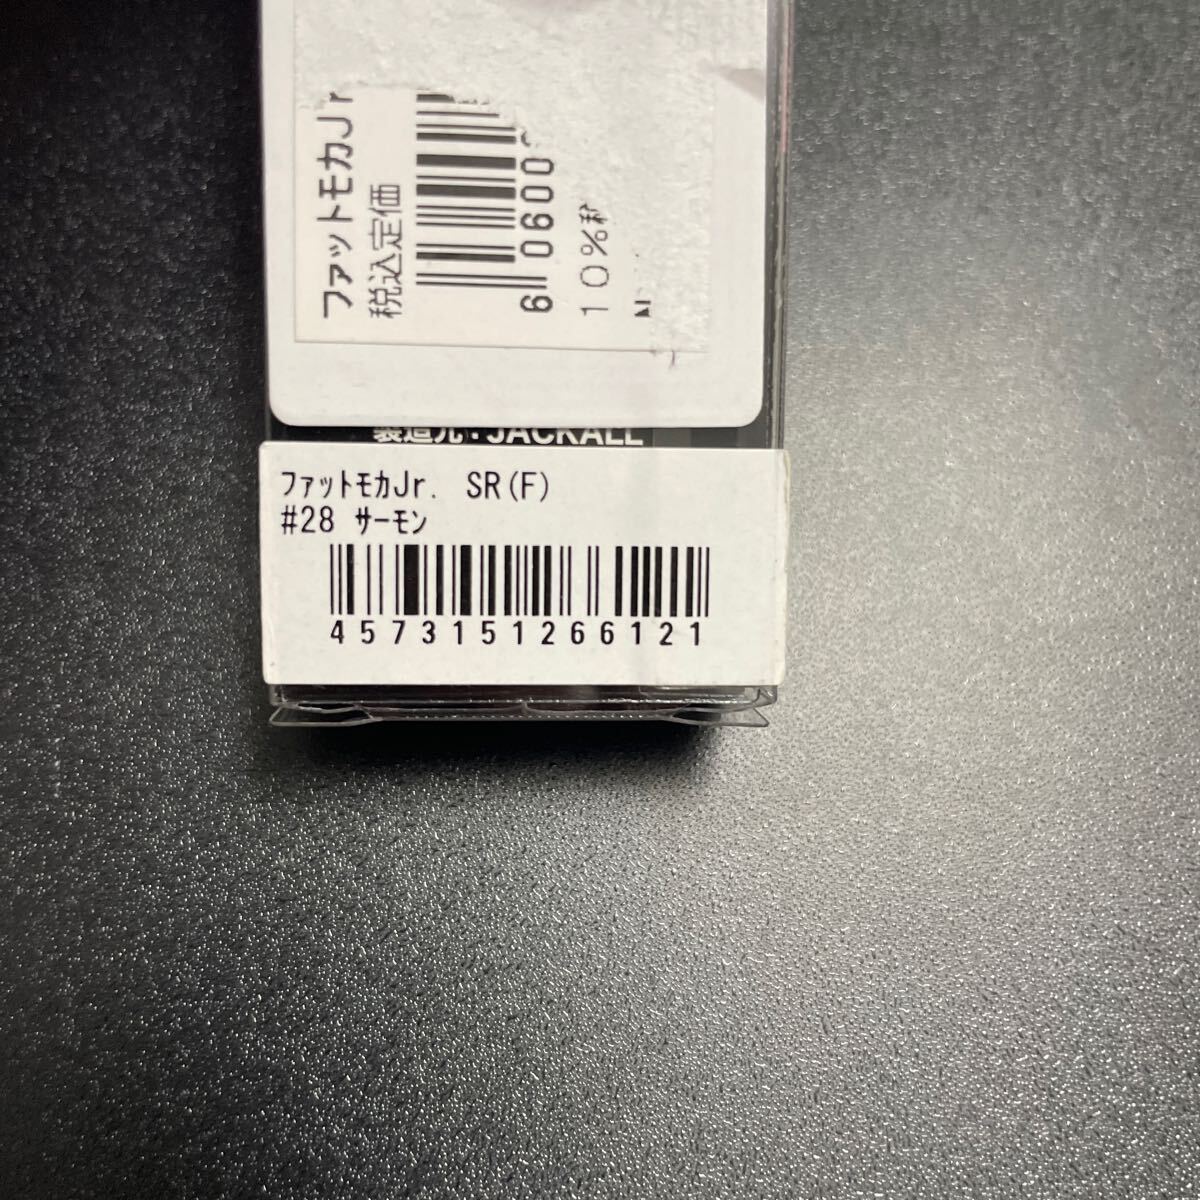 ファットモカJr
税込定価
6 0600
10%
製造元:JACKALL
ファットモカJr. SR(F)
#28 サーモン
4573151266121